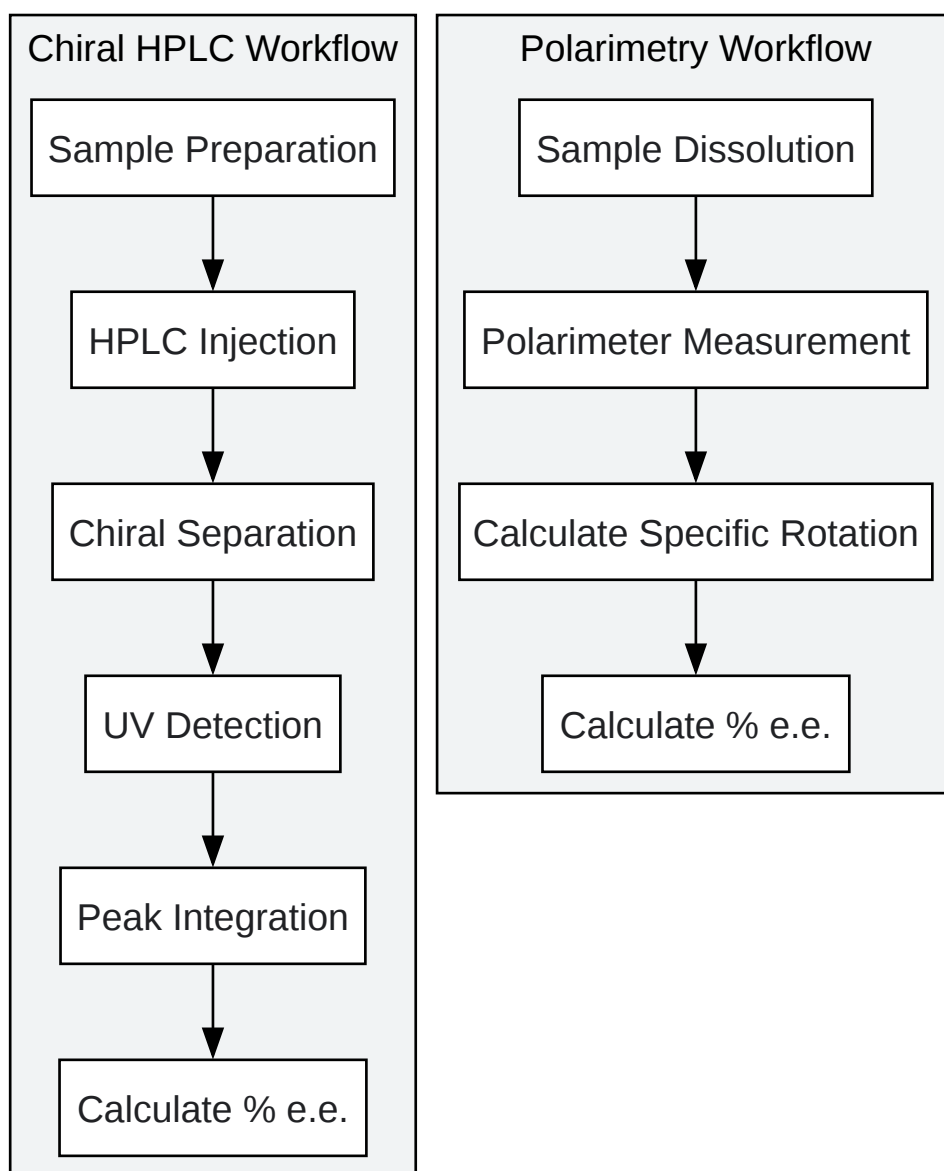 Chiral HPLC Workflow
Sample Preparation
HPLC Injection
Chiral Separation
UV Detection
Peak Integration
Calculate % e.e.
Polarimetry Workflow
Sample Dissolution
Polarimeter Measurement
Calculate Specific Rotation
Calculate % e.e.